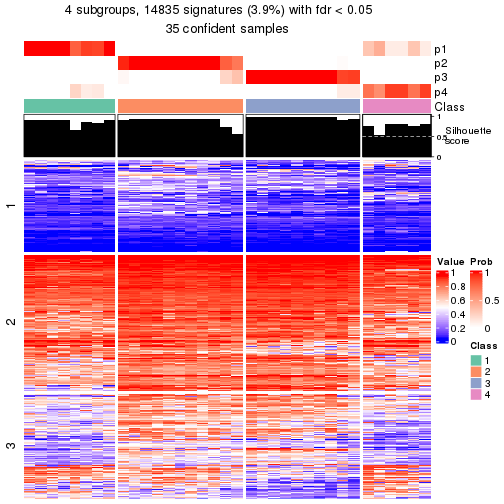 4 subgroups, 14835 signatures (3.9%) with fdr < 0.05
35 confident samples
p1
p2
p3
p4
Class
1
0.5
0
Silhouette
score
1
2
3
Value
1
0.8
0.6
0.4
0.2
0
Prob
1
0.5
0
Class
1
2
3
4